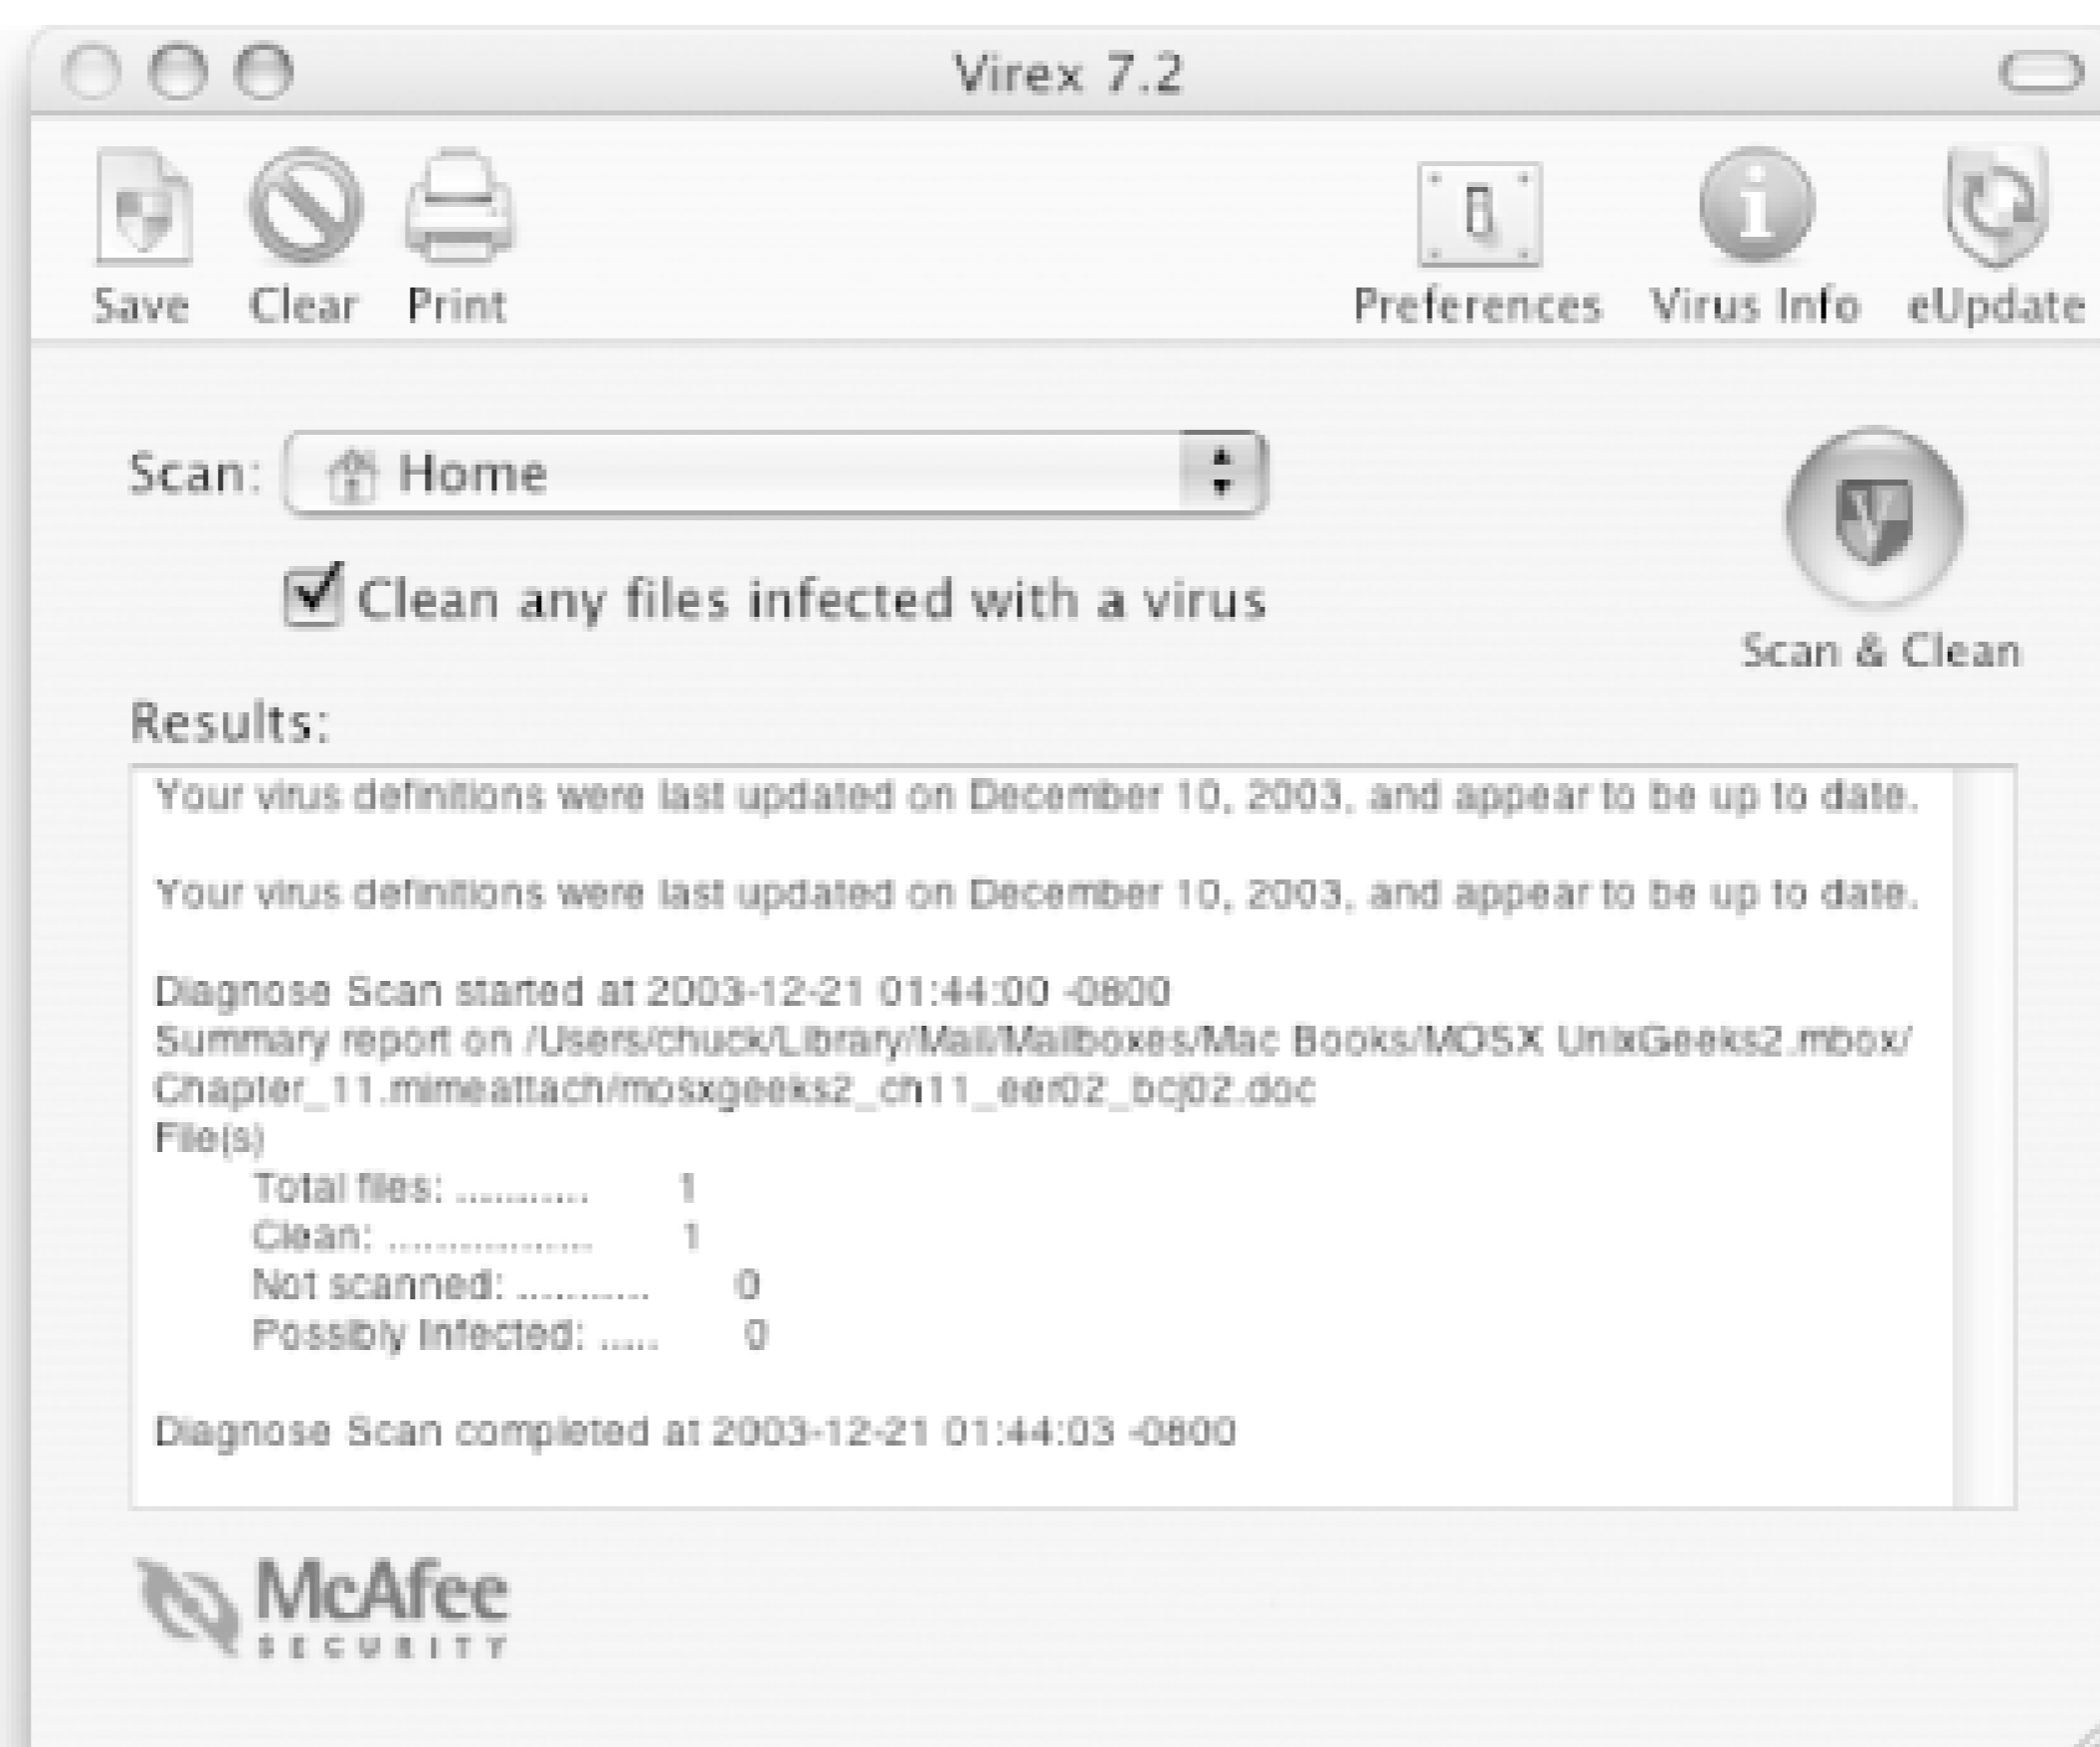 Virex 7.2
Save Clear Print Preferences Virus Info eUpdate
Scan: Home
Clean any files infected with a virus
Scan & Clean
Results:
Your virus definitions were last updated on December 10, 2003, and appear to be up to date.
Your virus definitions were last updated on December 10, 2003, and appear to be up to date.
Diagnose Scan started at 2003-12-21 01:44:00 -0800
Summary report on /Users/chuck/Library/Mail/Mailboxes/Mac Books/MOSX UnixGeeks2.mbox/
Chapter_11.mimeattach/mosxgeeks2_ch11_eer02_bcj02.doc
File(s)
Total files: ........... 1
Clean: ................. 1
Not scanned: ........... 0
Possibly Infected: ..... 0
Diagnose Scan completed at 2003-12-21 01:44:03 -0800
McAfee
SECURITY